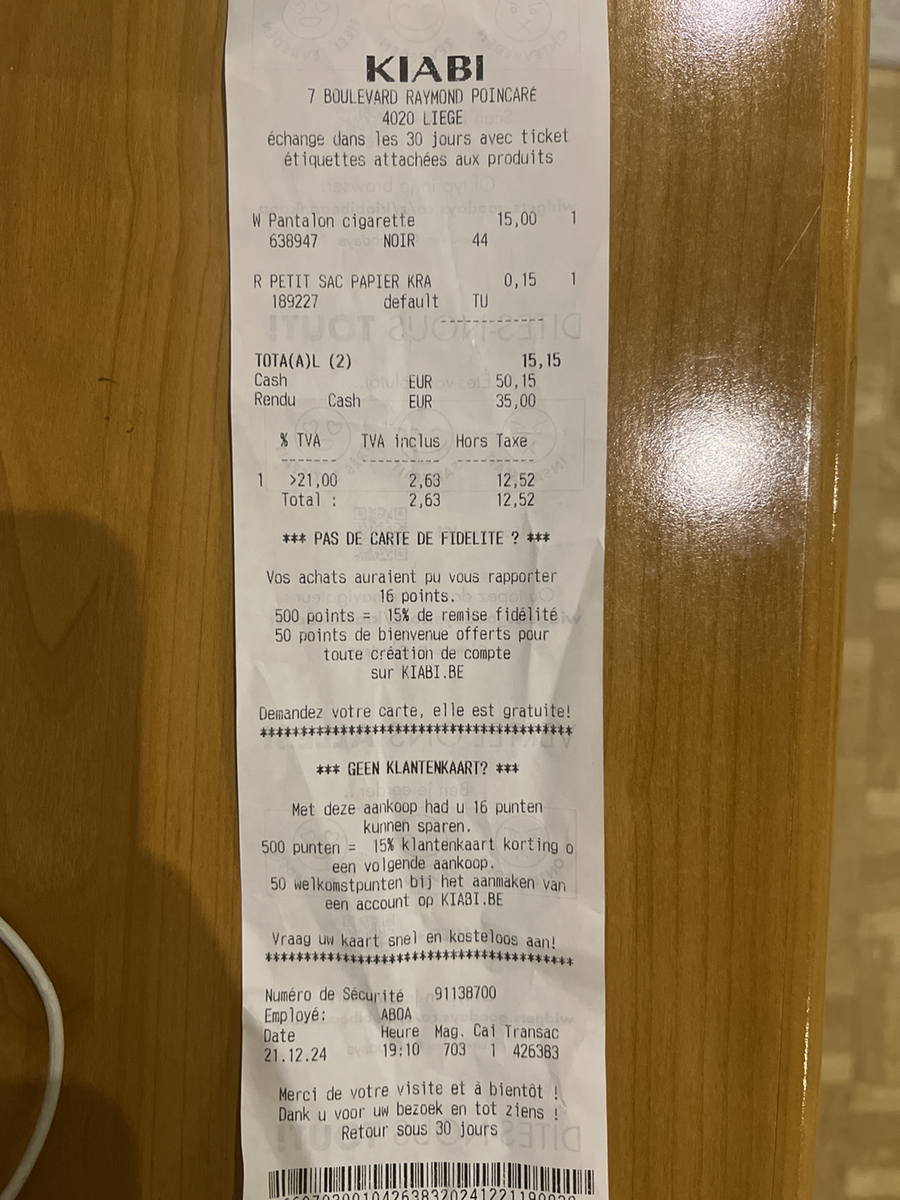 KIABI
7 BOULEVARD RAYMOND POINCARÉ
4020 LIEGE
échange dans les 30 jours avec ticket
étiquettes attachées aux produits
W Pantalon cigarette 15,00 1
638947 NOIR 44
R PETIT SAC PAPIER KRA 0,15 1
189227 default TU
-------------
TOTA(A)L (2) 15,15
Cash EUR 50,15
Rendu Cash EUR 35,00
% TVA TVA inclus Hors Taxe
------- ---------- ----------
1 >21,00 2,63 12,52
Total : 2,63 12,52
*** PAS DE CARTE DE FIDELITE ? ***
Vos achats auraient pu vous rapporter
16 points.
500 points = 15% de remise fidélité
50 points de bienvenue offerts pour
toute création de compte
sur KIABI.BE
Demandez votre carte, elle est gratuite!
****************************************
*** GEEN KLANTENKAART? ***
Met deze aankoop had u 16 punten
kunnen sparen.
500 punten = 15% klantenkaart korting o
een volgende aankoop.
50 welkomstpunten bij het aanmaken van
een account op KIABI.BE
Vraag uw kaart snel en kosteloos aan!
****************************************
Numéro de Sécurité 91138700
Employé: ABOA
Date Heure Mag. Cai Transac
21.12.24 19:10 703 1 426383
Merci de votre visite et à bientôt !
Dank u voor uw bezoek en tot ziens !
Retour sous 30 jours